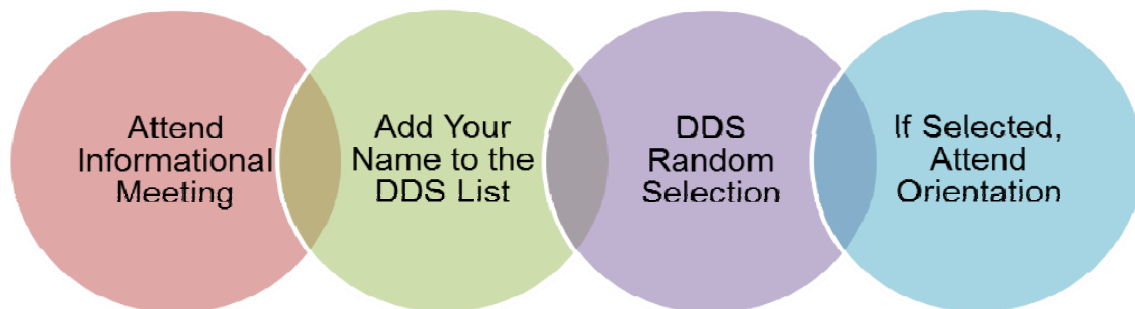 Attend
Informational
Meeting
Add Your
Name to the
DDS List
DDS
Random
Selection
If Selected,
Attend
Orientation